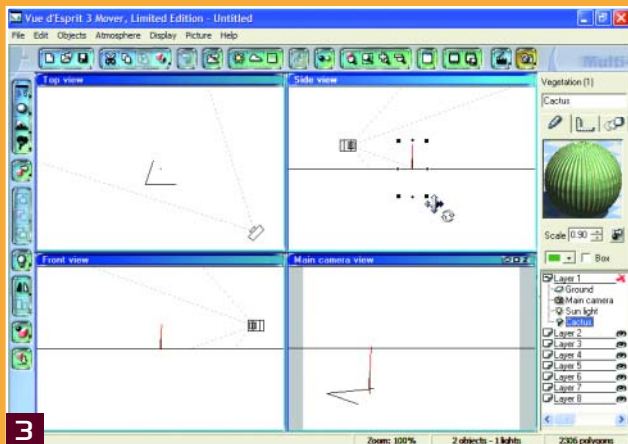 Vue d'Esprit 3 Mover, Limited Edition - Untitled
File Edit Objects Atmosphere Display Picture Help
Multi-
Top view
Side view
Vegetation (1)
Cactus
Scale 0.90
Box
Front view
Main camera view
Layer 1
Ground
Main camera
Sun light
Cactus
Layer 2
Layer 3
Layer 4
Layer 5
Layer 6
Layer 7
Layer 8
3
Zoom: 100% 2 objects - 1 lights 2306 polygons